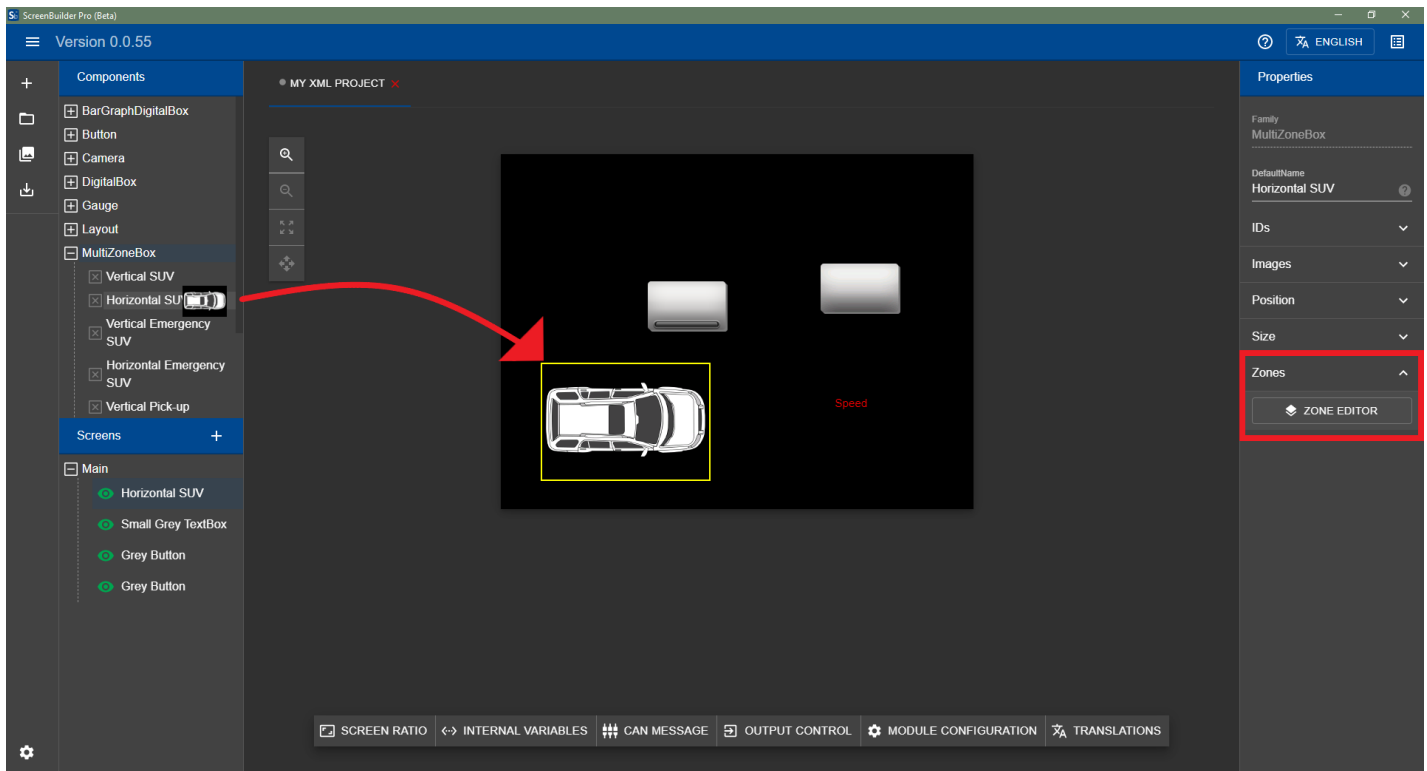 ScreenBuilder Pro (Beta)
Version 0.0.55
ENGLISH
Components
BarGraphDigitalBox
Button
Camera
DigitalBox
Gauge
Layout
MultiZoneBox
Vertical SUV
Horizontal SUV
Vertical Emergency
SUV
Horizontal Emergency
SUV
Vertical Pick-up
Screens
Main
Horizontal SUV
Small Grey TextBox
Grey Button
Grey Button
MY XML PROJECT
Speed
SCREEN RATIO
INTERNAL VARIABLES
CAN MESSAGE
OUTPUT CONTROL
MODULE CONFIGURATION
TRANSLATIONS
Properties
Family
MultiZoneBox
DefaultName
Horizontal SUV
IDs
Images
Position
Size
Zones
ZONE EDITOR